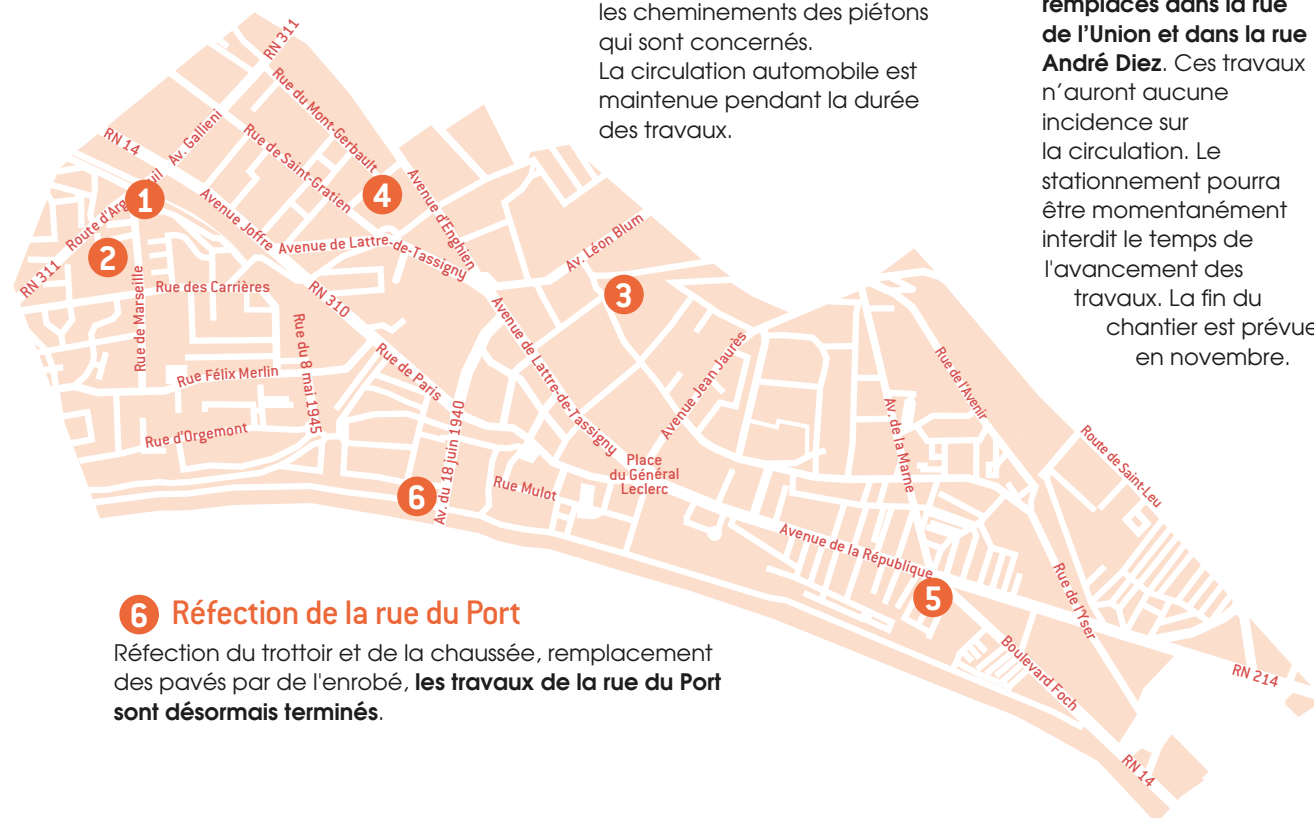 les cheminements des piétons
qui sont concernés.
La circulation automobile est
maintenue pendant la durée
des travaux.
remplacés dans la rue
de l'Union et dans la rue
André Diez. Ces travaux
n'auront aucune
incidence sur
la circulation. Le
stationnement pourra
être momentanément
interdit le temps de
l'avancement des
travaux. La fin du
chantier est prévue
en novembre.
RN 311
Rue du Mont-Gerbault
RN 14
Av. Gallieni
Rue de Saint-Gratien
4
Avenue d'Enghien
1
Route d'Arg
uil
Avenue Joffre
Avenue de Lattre-de-Tassigny
Av. Léon Blum
2
RN 311
Rue de Marseille
Rue des Carrières
RN 310
3
Rue du 8 mai 1945
Avenue de Lattre-de-Tassigny
Avenue Jean Jaurès
Rue de Paris
Rue Félix Merlin
Rue de l'Avenir
Av. de la Marne
Rue d'Orgemont
Av. du 18 juin 1940
Place
du Général
Leclerc
Route de Saint-Leu
6
Rue Mulot
Avenue de la République
5
Rue de l'Yser
Boulevard Foch
RN 214
RN 14
6 Réfection de la rue du Port
Réfection du trottoir et de la chaussée, remplacement
des pavés par de l'enrobé, les travaux de la rue du Port
sont désormais terminés.